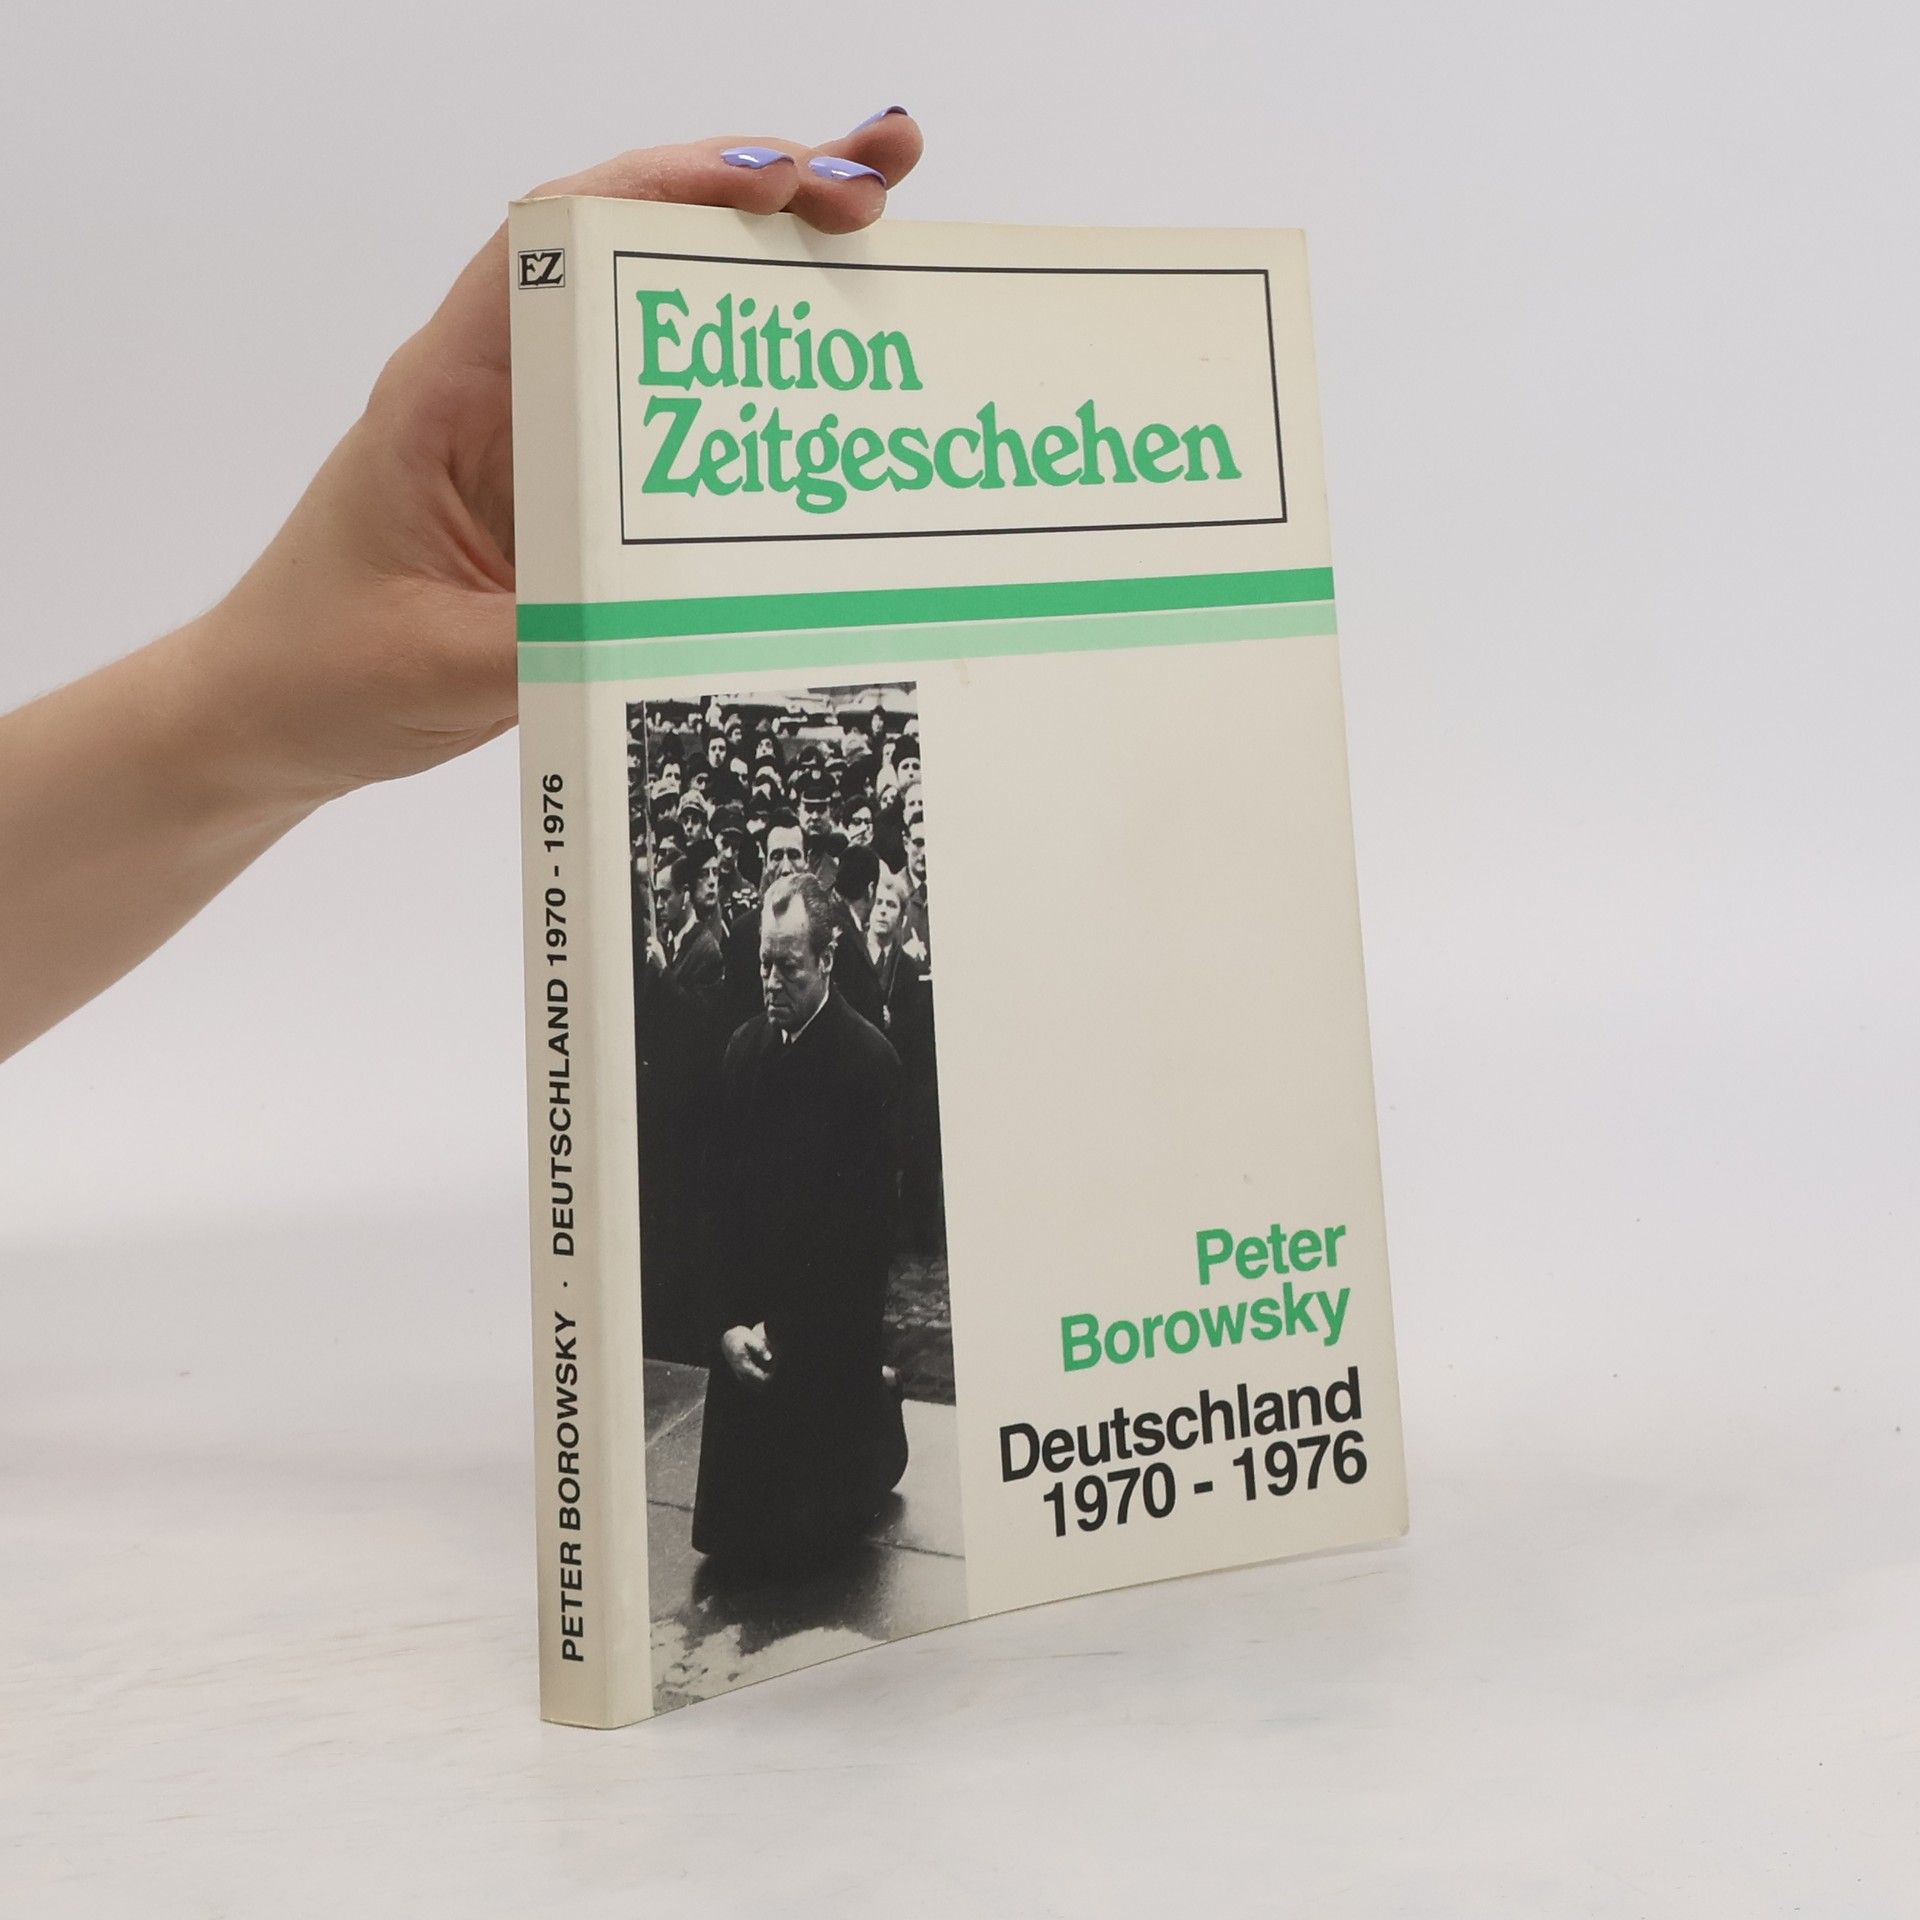 EZ
PETER BOROWSKY · DEUTSCHLAND 1970 - 1976
Edition
Zeitgeschehen
Peter
Borowsky
Deutschland
1970 - 1976